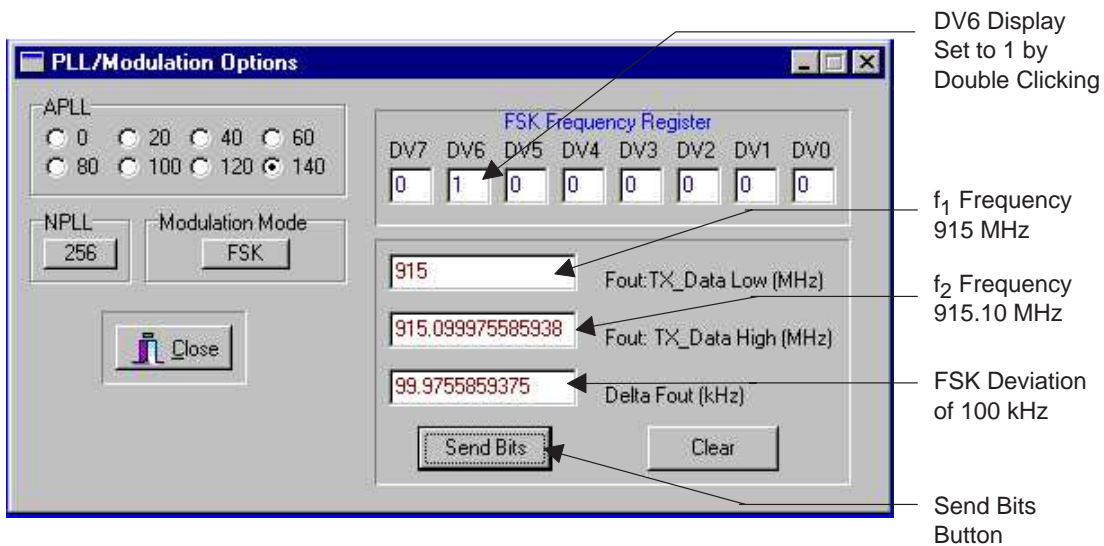 DV6 Display
Set to 1 by
Double Clicking
PLL/Modulation Options
APLL
0 20 40 60
80 100 120 140
NPLL
256
Modulation Mode
FSK
Close
FSK Frequency Register
DV7 DV6 DV5 DV4 DV3 DV2 DV1 DV0
0 1 0 0 0 0 0 0
915 Fout:TX_Data Low (MHz)
915.099975585938 Fout: TX_Data High (MHz)
99.9755859375 Delta Fout (kHz)
Send Bits Clear
f1 Frequency
915 MHz
f2 Frequency
915.10 MHz
FSK Deviation
of 100 kHz
Send Bits
Button